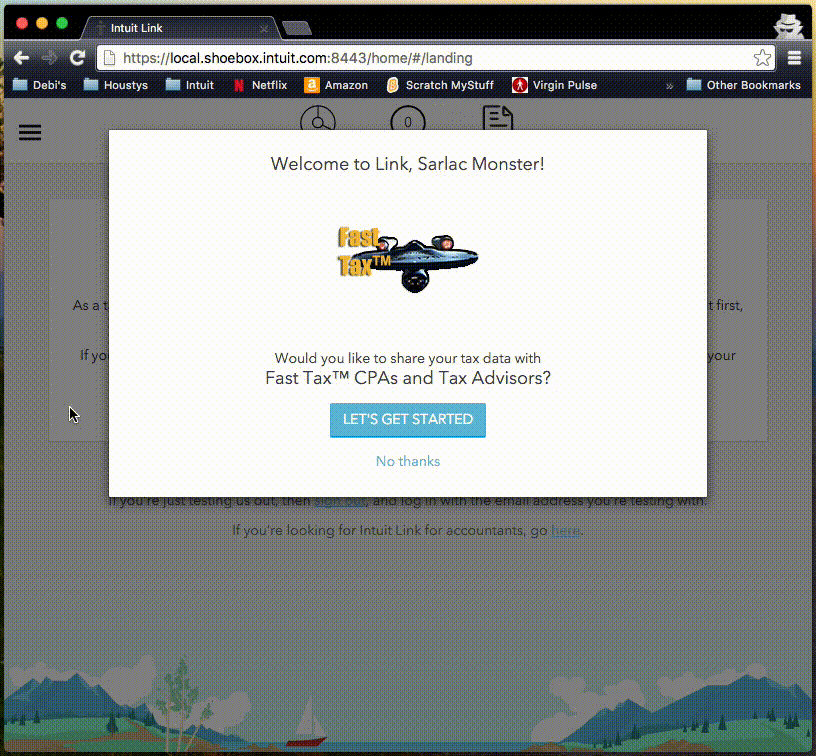 Intuit Link
https://local.shoebox.intuit.com:8443/home/#/landing
Debi's Houstys Intuit Netflix Amazon Scratch MyStuff Virgin Pulse » Other Bookmarks
0
Welcome to Link, Sarlac Monster!
Fast
Tax™
As a t
t first,
Would you like to share your tax data with
If you
your
Fast Tax™ CPAs and Tax Advisors?
LET'S GET STARTED
No thanks
If you're just testing us out, then sign out, and log in with the email address you're testing with.
If you're looking for Intuit Link for accountants, go here.